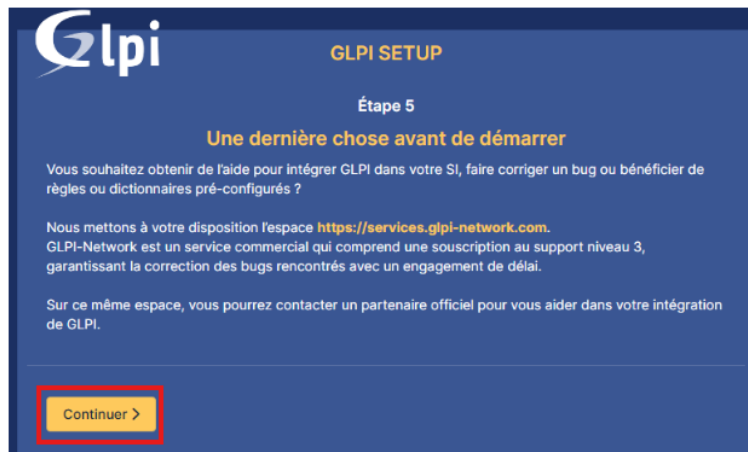 Glpi
GLPI SETUP
Étape 5
Une dernière chose avant de démarrer
Vous souhaitez obtenir de l'aide pour intégrer GLPI dans votre SI, faire corriger un bug ou bénéficier de
règles ou dictionnaires pré-configurés ?
Nous mettons à votre disposition l'espace https://services.glpi-network.com.
GLPI-Network est un service commercial qui comprend une souscription au support niveau 3,
garantissant la correction des bugs rencontrés avec un engagement de délai.
Sur ce même espace, vous pourrez contacter un partenaire officiel pour vous aider dans votre intégration
de GLPI.
Continuer >